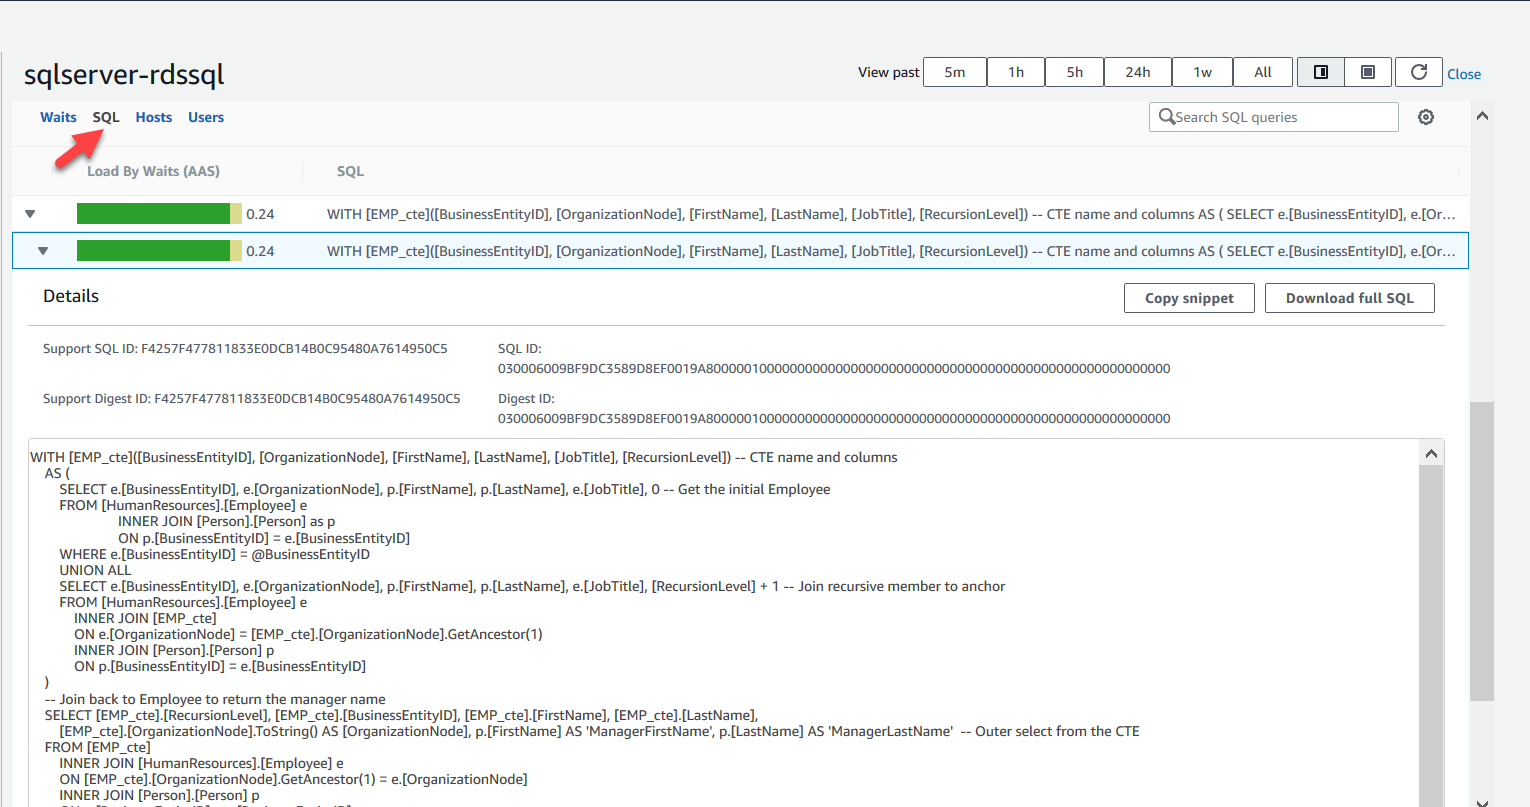 sqlserver-rdssql
View past 5m 1h 5h 24h 1w All Close
Waits SQL Hosts Users
Search SQL queries
Load By Waits (AAS) SQL
0.24 WITH [EMP_cte]([BusinessEntityID], [OrganizationNode], [FirstName], [LastName], [JobTitle], [RecursionLevel]) -- CTE name and columns AS ( SELECT e.[BusinessEntityID], e.[Or…
0.24 WITH [EMP_cte]([BusinessEntityID], [OrganizationNode], [FirstName], [LastName], [JobTitle], [RecursionLevel]) -- CTE name and columns AS ( SELECT e.[BusinessEntityID], e.[Or…
Details
Copy snippet Download full SQL
Support SQL ID: F4257F477811833E0DCB14B0C95480A7614950C5
SQL ID:
Support Digest ID: F4257F477811833E0DCB14B0C95480A7614950C5
Digest ID:
WITH [EMP_cte]([BusinessEntityID], [OrganizationNode], [FirstName], [LastName], [JobTitle], [RecursionLevel]) -- CTE name and columns
AS (
SELECT e.[BusinessEntityID], e.[OrganizationNode], p.[FirstName], p.[LastName], e.[JobTitle], 0 -- Get the initial Employee
FROM [HumanResources].[Employee] e
INNER JOIN [Person].[Person] as p
ON p.[BusinessEntityID] = e.[BusinessEntityID]
WHERE e.[BusinessEntityID] = @BusinessEntityID
UNION ALL
SELECT e.[BusinessEntityID], e.[OrganizationNode], p.[FirstName], p.[LastName], e.[JobTitle], [RecursionLevel] + 1 -- Join recursive member to anchor
FROM [HumanResources].[Employee] e
INNER JOIN [EMP_cte]
ON e.[OrganizationNode] = [EMP_cte].[OrganizationNode].GetAncestor(1)
INNER JOIN [Person].[Person] p
ON p.[BusinessEntityID] = e.[BusinessEntityID]
)
-- Join back to Employee to return the manager name
SELECT [EMP_cte].[RecursionLevel], [EMP_cte].[BusinessEntityID], [EMP_cte].[FirstName], [EMP_cte].[LastName],
[EMP_cte].[OrganizationNode].ToString() AS [OrganizationNode], p.[FirstName] AS 'ManagerFirstName', p.[LastName] AS 'ManagerLastName' -- Outer select from the CTE
FROM [EMP_cte]
INNER JOIN [HumanResources].[Employee] e
ON [EMP_cte].[OrganizationNode].GetAncestor(1) = e.[OrganizationNode]
INNER JOIN [Person].[Person] p